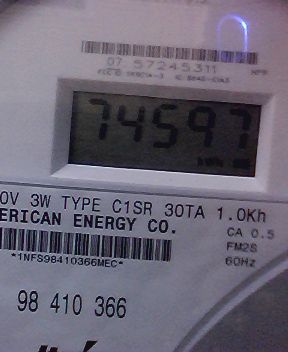 07 57245311
74597
kWh
0V 3W TYPE C1SR 30TA 1.0Kh
ERICAN ENERGY CO.
CA 0.5
FM2S
*1NFS98410366MEC*
60Hz
98 410 366